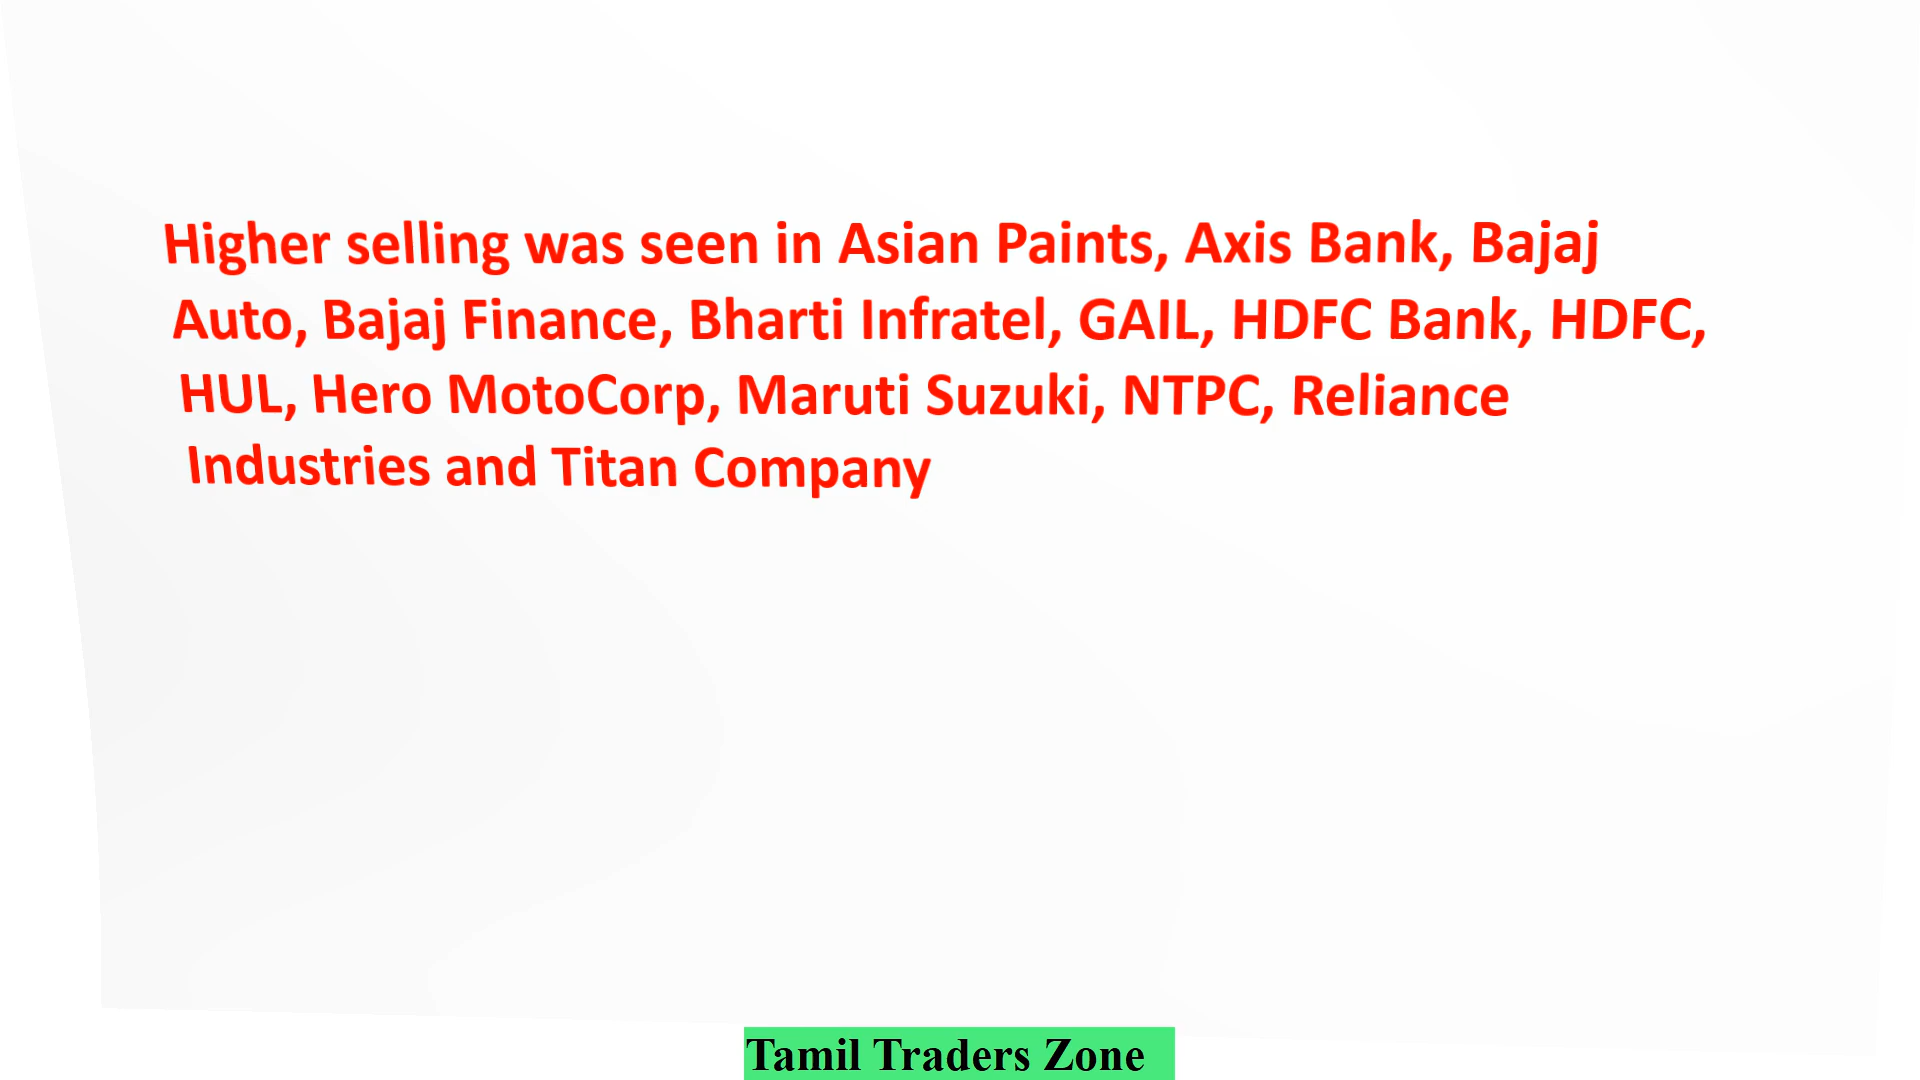 Higher selling was seen in Asian Paints, Axis Bank, Bajaj
Auto, Bajaj Finance, Bharti Infratel, GAIL, HDFC Bank, HDFC,
HUL, Hero MotoCorp, Maruti Suzuki, NTPC, Reliance
Industries and Titan Company
Tamil Traders Zone